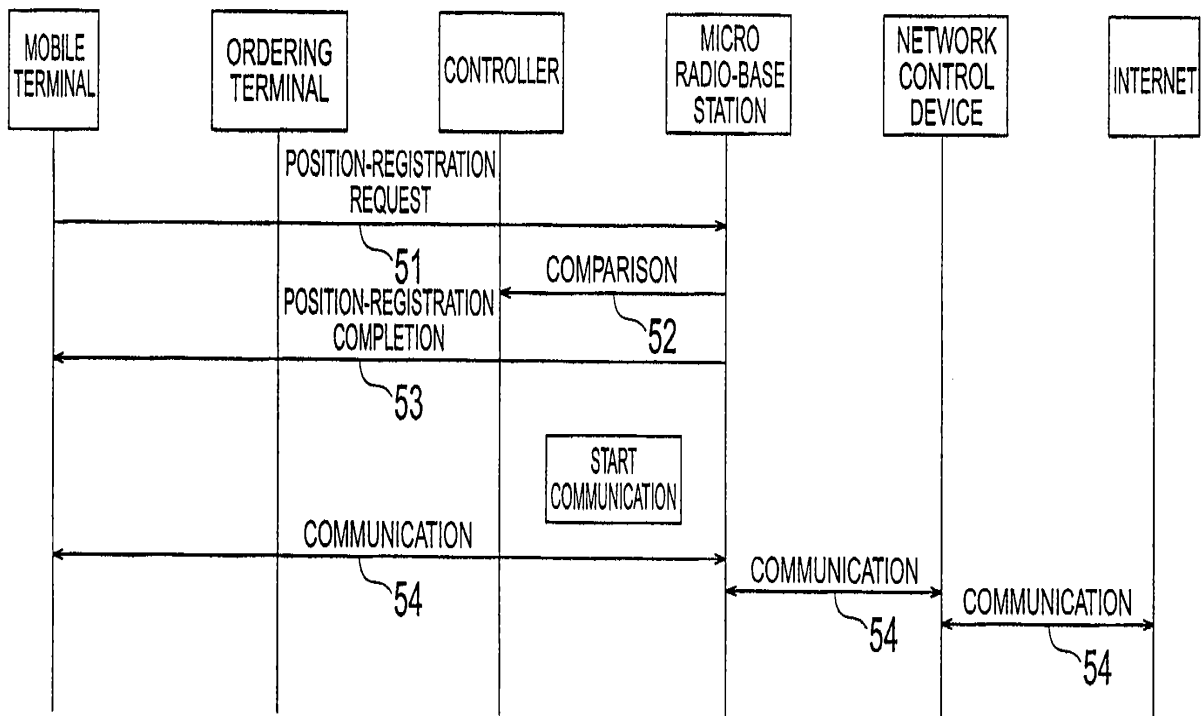 MOBILE
TERMINAL
ORDERING
TERMINAL
CONTROLLER
MICRO
RADIO-BASE
STATION
NETWORK
CONTROL
DEVICE
INTERNET
POSITION-REGISTRATION
REQUEST
51
COMPARISON
52
POSITION-REGISTRATION
COMPLETION
53
START
COMMUNICATION
COMMUNICATION
54
COMMUNICATION
54
COMMUNICATION
54